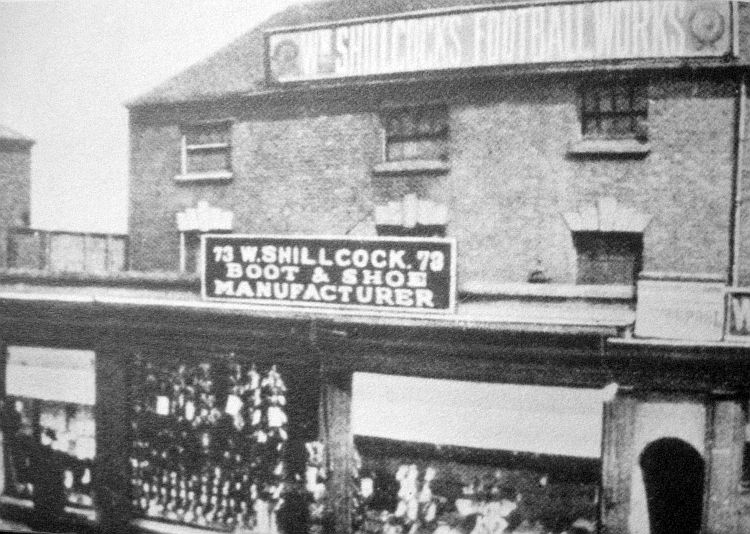 WM SHILLCOCKS FOOTBALL WORKS
73 W. SHILLCOCK. 73
BOOT & SHOE
MANUFACTURER